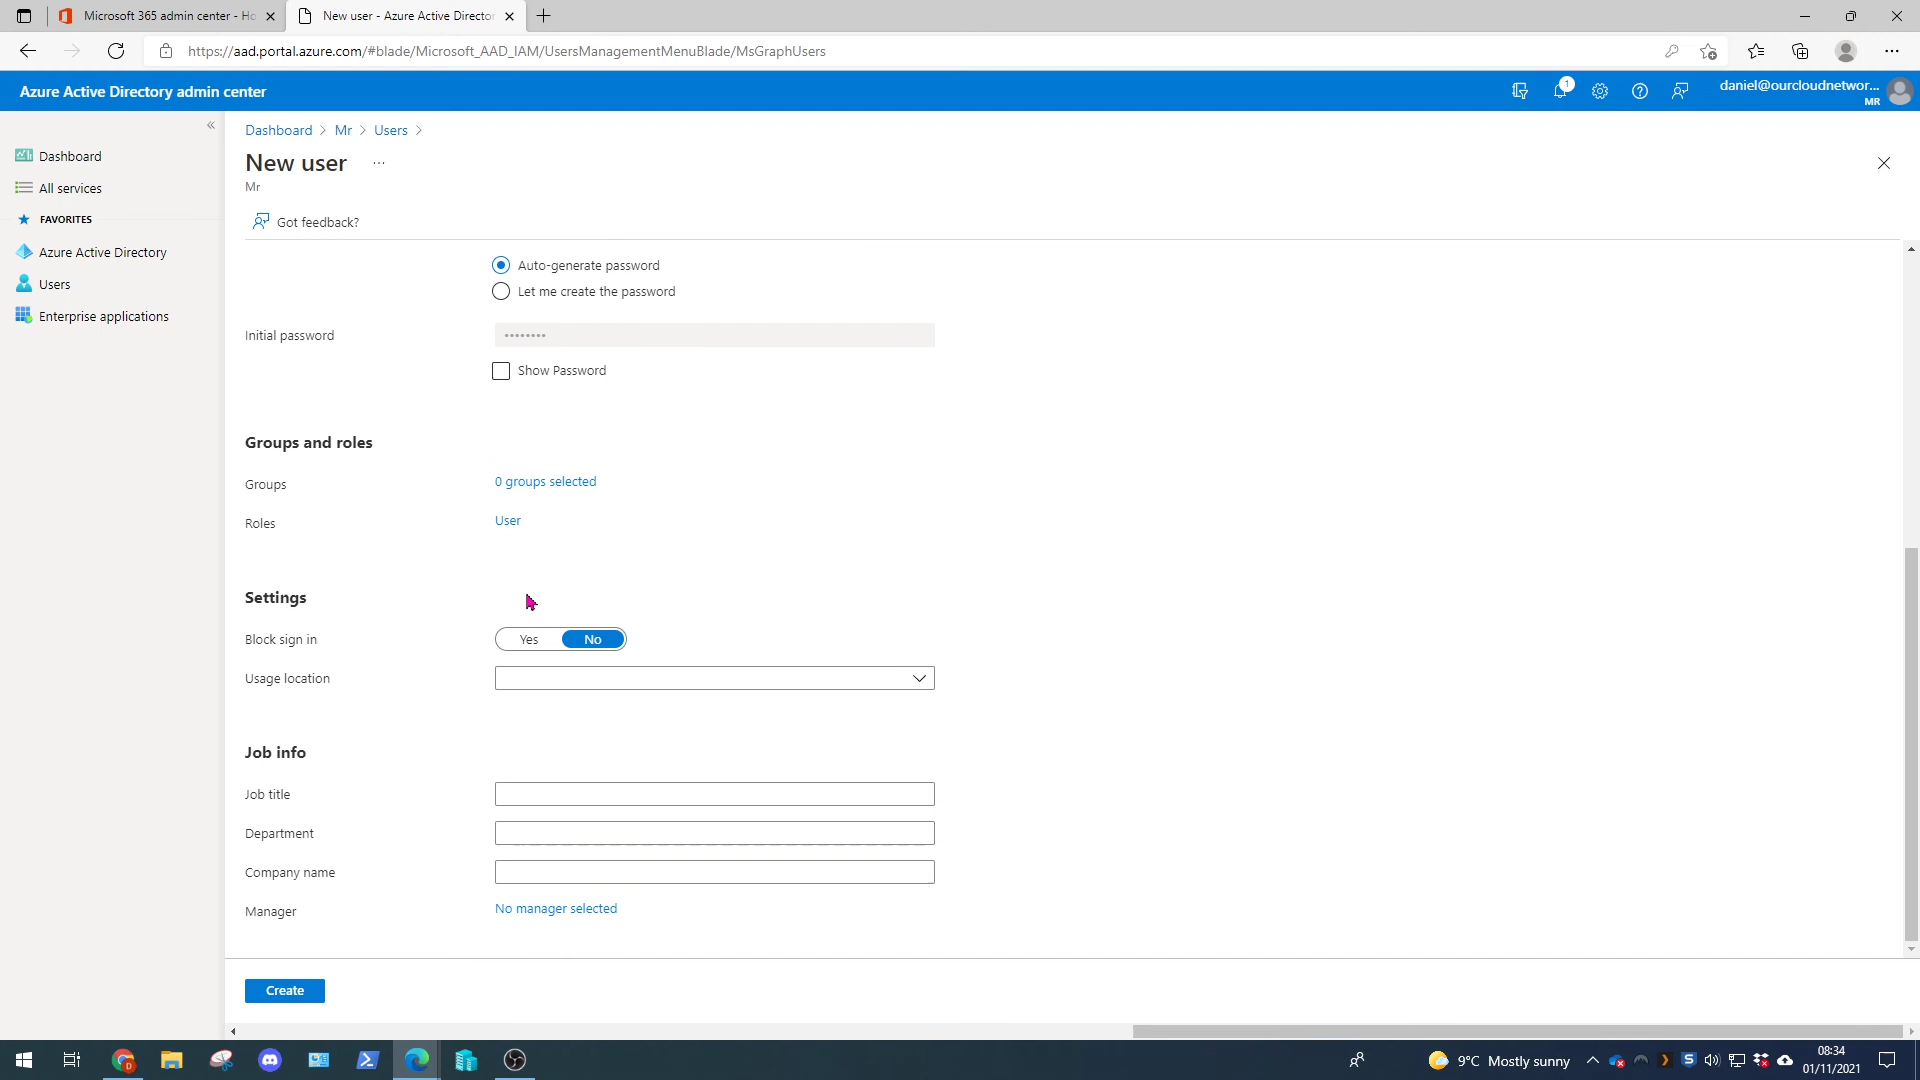 Microsoft 365 admin center - Ho
New user - Azure Active Director
https://aad.portal.azure.com/#blade/Microsoft_AAD_IAM/UsersManagementMenuBlade/MsGraphUsers
Azure Active Directory admin center
1
daniel@ourcloudnetwor...
MR
Dashboard
All services
FAVORITES
Azure Active Directory
Users
Enterprise applications
Dashboard > Mr > Users >
New user ...
Mr
Got feedback?
Auto-generate password
Let me create the password
Initial password ••••••••
Show Password
Groups and roles
Groups 0 groups selected
Roles User
Settings
Block sign in Yes No
Usage location
Job info
Job title
Department
Company name
Manager No manager selected
Create
9°C Mostly sunny
08:34
01/11/2021